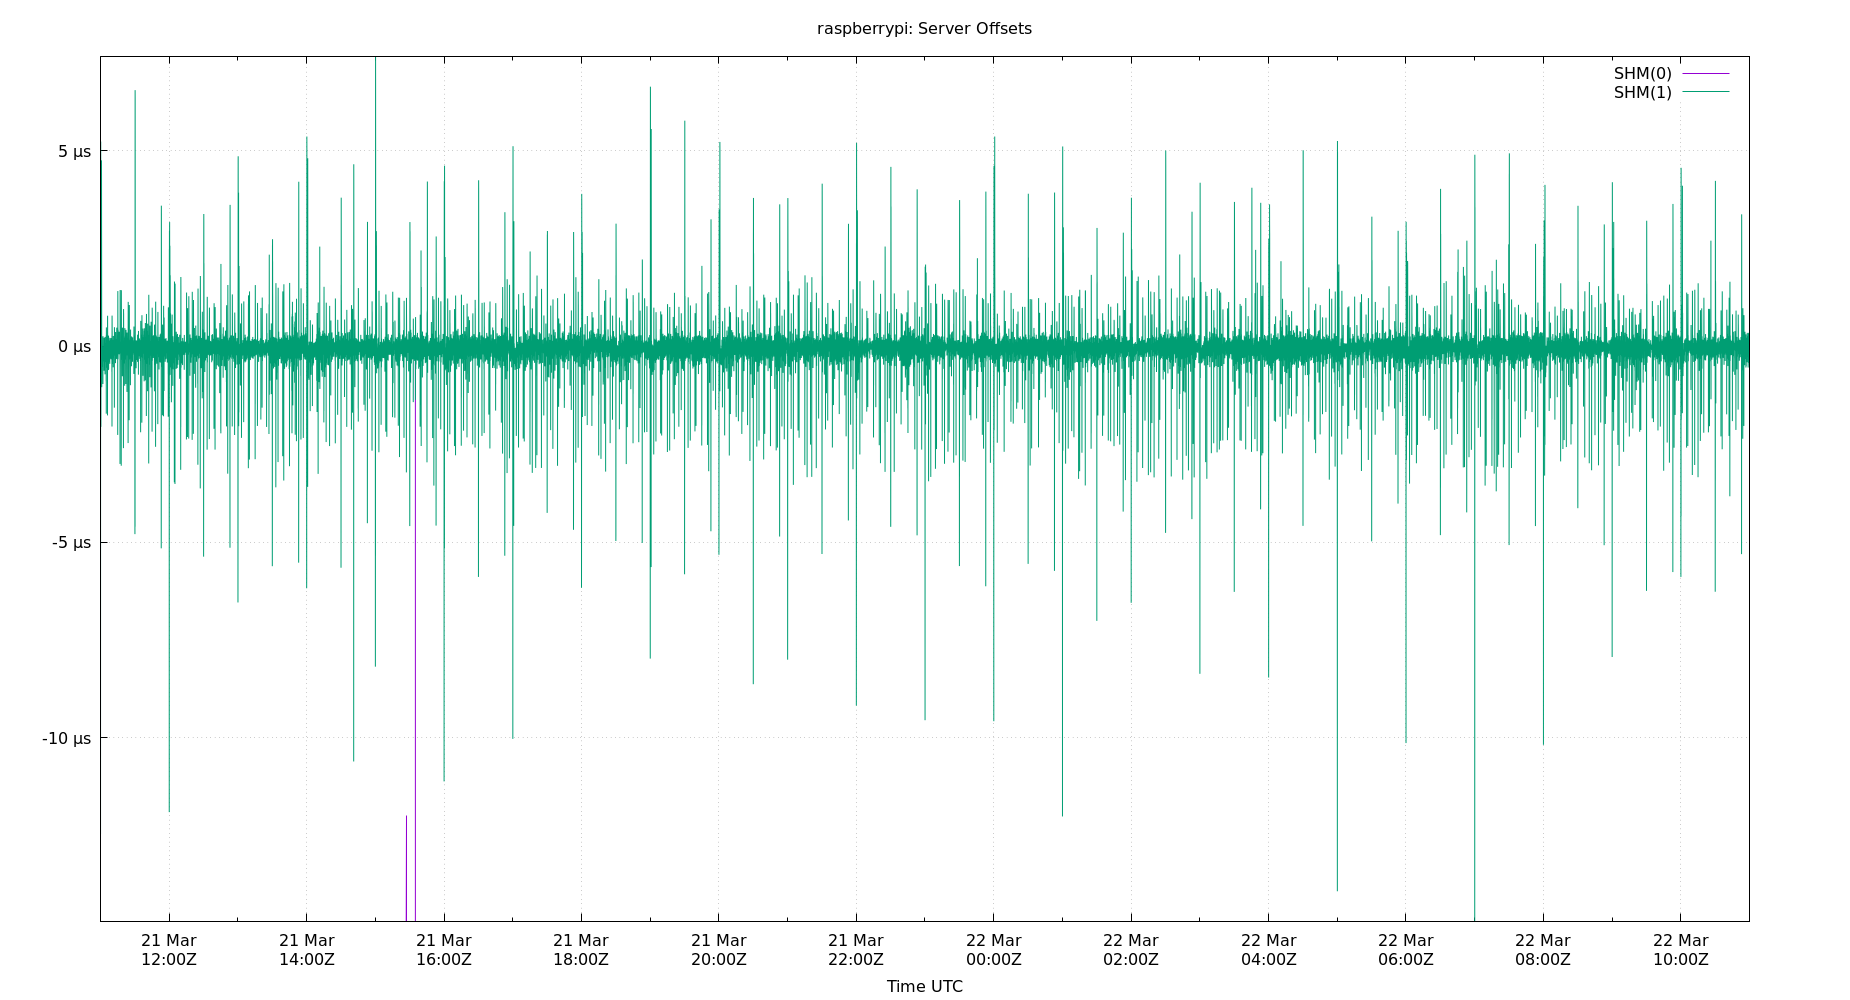 raspberrypi: Server Offsets
SHM(0)
SHM(1)
5 µs
0 µs
-5 µs
-10 µs
21 Mar 21 Mar 21 Mar 21 Mar 21 Mar 21 Mar 22 Mar 22 Mar 22 Mar 22 Mar 22 Mar 22 Mar
12:00Z 14:00Z 16:00Z 18:00Z 20:00Z 22:00Z 00:00Z 02:00Z 04:00Z 06:00Z 08:00Z 10:00Z
Time UTC